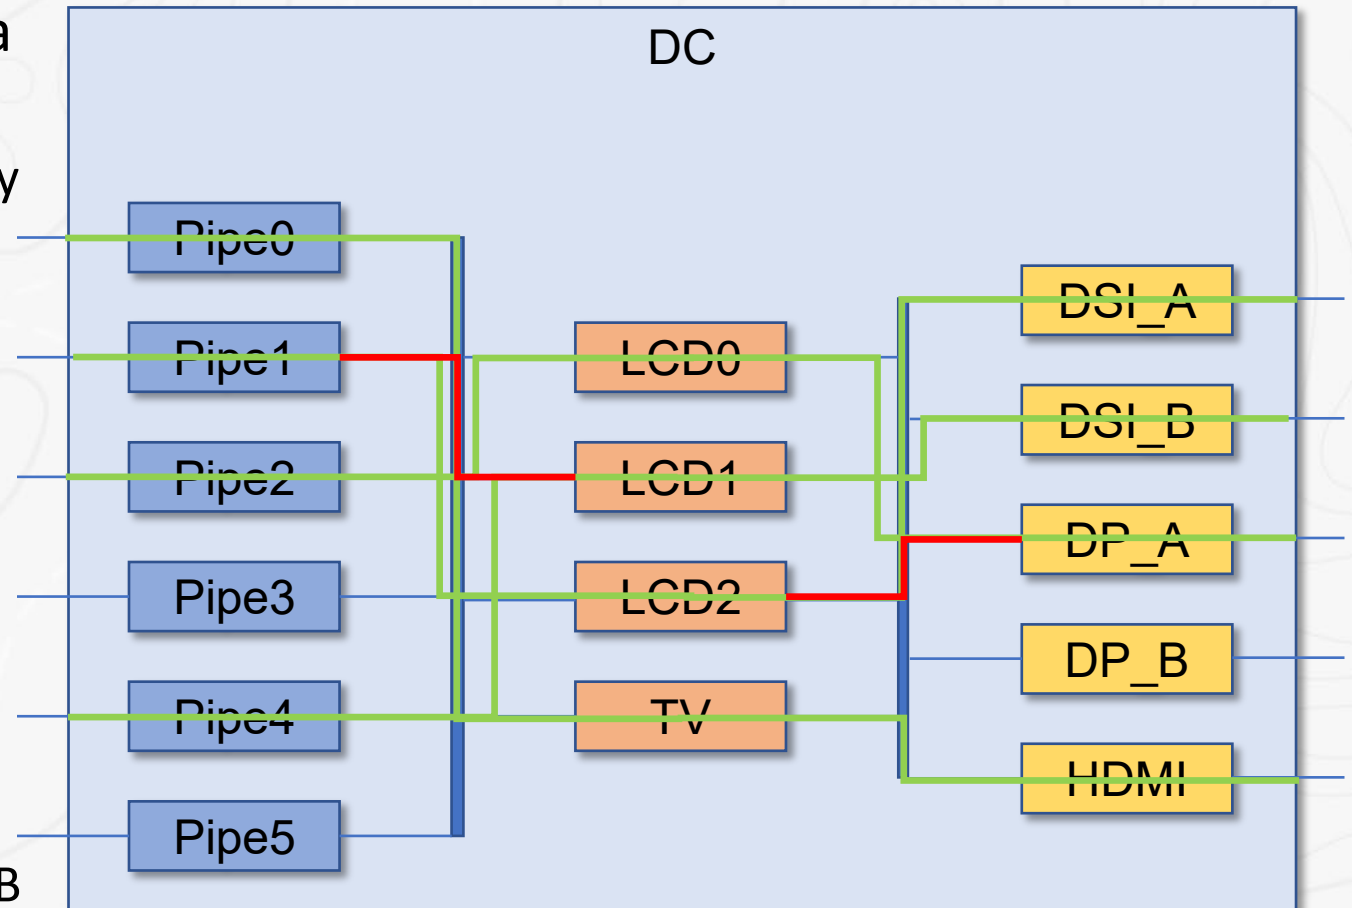 a
DC
y
Pipe0
Pipe1
Pipe2
Pipe3
Pipe4
Pipe5
LCD0
LCD1
LCD2
TV
DSI_A
DSI_B
DP_A
DP_B
HDMI
B